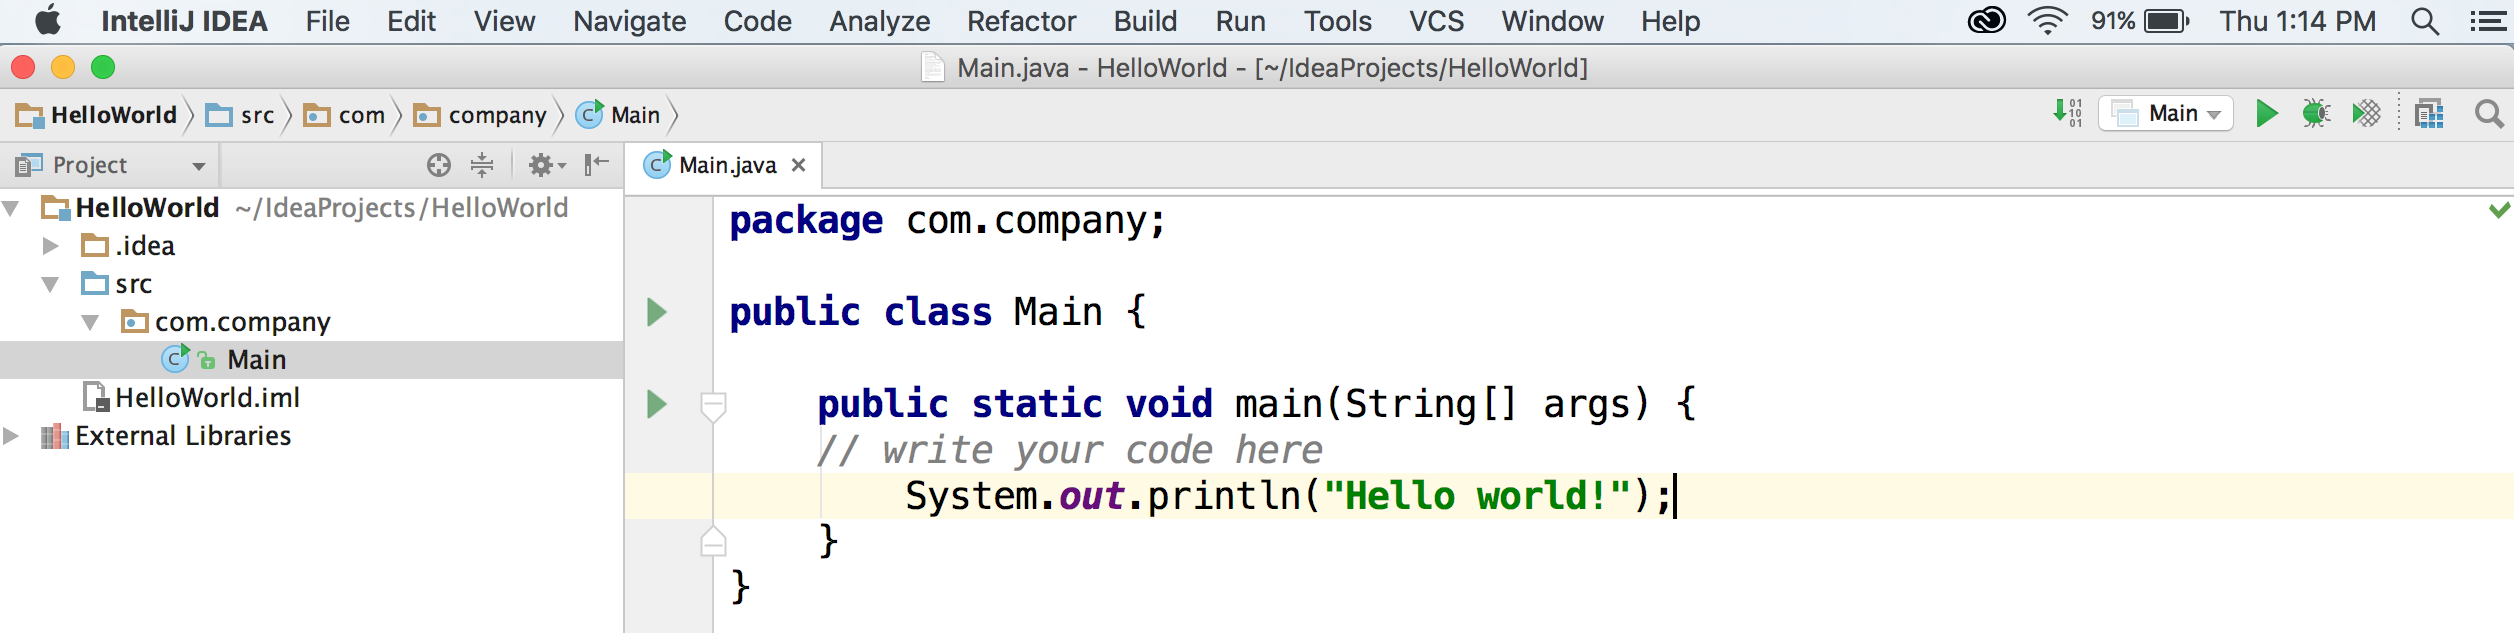 IntelliJ IDEA File Edit View Navigate Code Analyze Refactor Build Run Tools VCS Window Help 91% Thu 1:14 PM
Main.java - HelloWorld - [~/IdeaProjects/HelloWorld]
HelloWorld src com company Main 01 10 01 Main
Project Main.java
HelloWorld ~/IdeaProjects/HelloWorld
.idea
src
com.company
C Main
HelloWorld.iml
External Libraries
package com.company;
public class Main {
public static void main(String[] args) {
// write your code here
System.out.println("Hello world!");
}
}